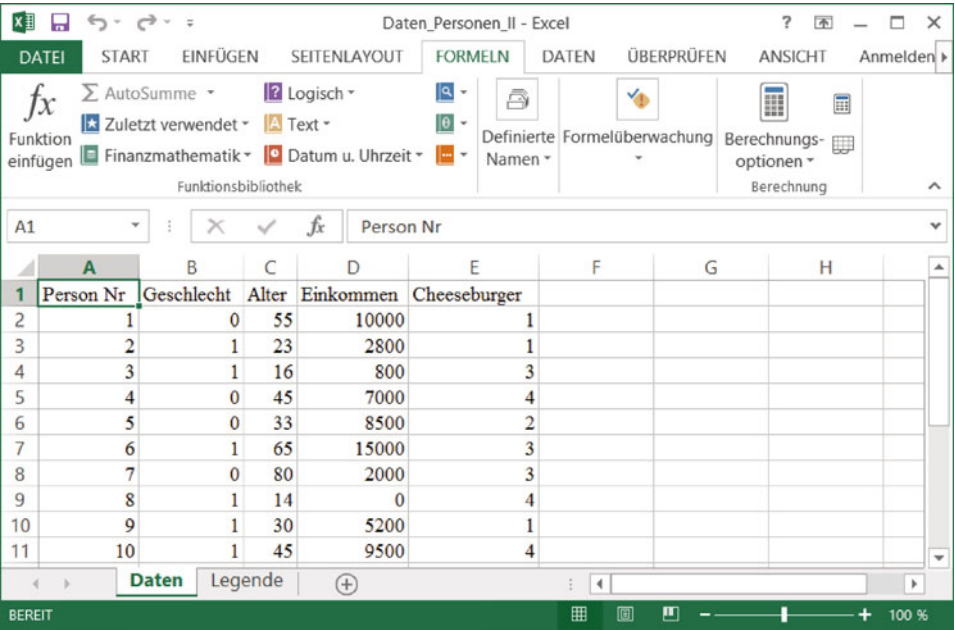 Daten_Personen_II - Excel ?
DATEI START EINFÜGEN SEITENLAYOUT FORMELN DATEN ÜBERPRÜFEN ANSICHT Anmelden
fx Funktion einfügen
Σ AutoSumme
Zuletzt verwendet
Finanzmathematik
Logisch
Text
Datum u. Uhrzeit
Definierte Namen
Formelüberwachung
Berechnungs-
optionen
Funktionsbibliothek Berechnung
A1 fx Person Nr
A B C D E F G H
1 Person Nr Geschlecht Alter Einkommen Cheeseburger
2 1 0 55 10000 1
3 2 1 23 2800 1
4 3 1 16 800 3
5 4 0 45 7000 4
6 5 0 33 8500 2
7 6 1 65 15000 3
8 7 0 80 2000 3
9 8 1 14 0 4
10 9 1 30 5200 1
11 10 1 45 9500 4
Daten Legende
BEREIT 100 %